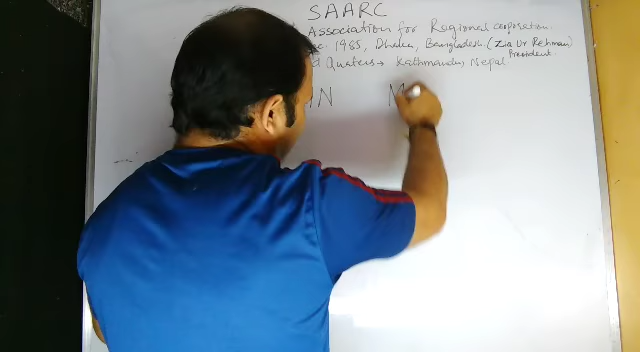 SAARC
Association for Regional corporation.
1985, Dhaka, Bangladesh. (Zia Ur Rehman)
President
Quaters → Kathmandu, Nepal
N M